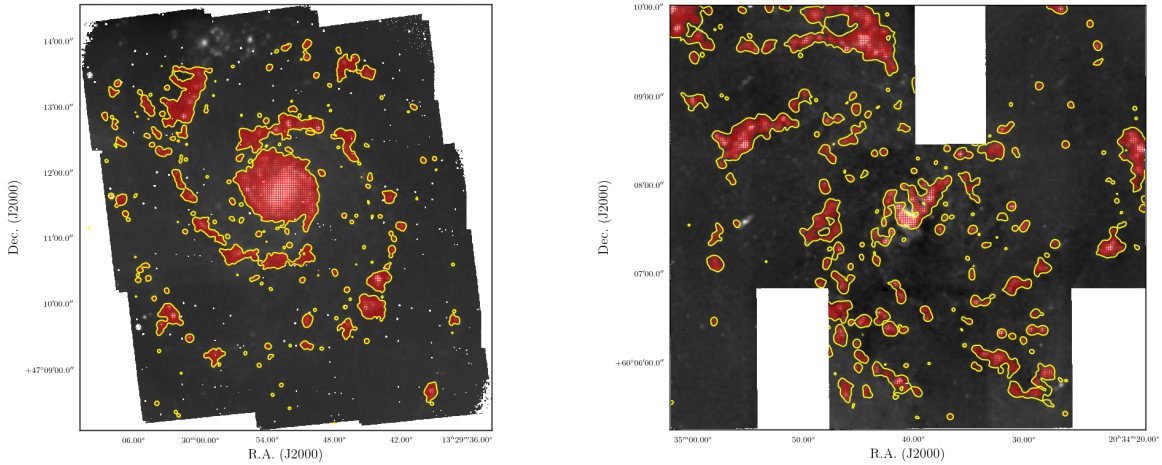 14′00.0″
13′00.0″
12′00.0″
11′00.0″
10′00.0″
+47°09′00.0″
Dec. (J2000)
06.00ˢ 30ᵐ00.00ˢ 54.00ˢ 48.00ˢ 42.00ˢ 13ʰ29ᵐ36.00ˢ
R.A. (J2000)
10′00.0″
09′00.0″
08′00.0″
07′00.0″
+60°06′00.0″
Dec. (J2000)
35ᵐ00.00ˢ 50.00ˢ 40.00ˢ 30.00ˢ 20ʰ34ᵐ20.00ˢ
R.A. (J2000)